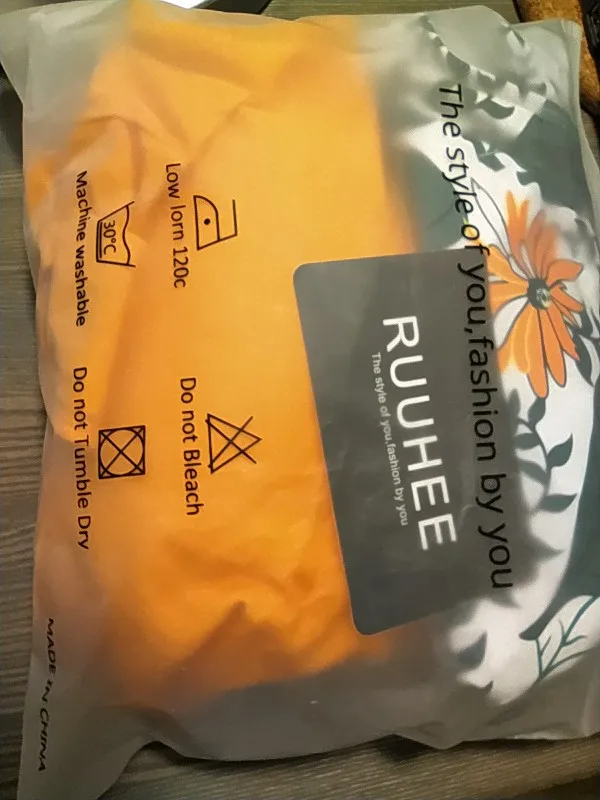 The style of you,fashion by you
RUUHEE
The style of you,fashion by you
Low lorn 120c
Do not Bleach
30°C
Machine washable
Do not Tumble Dry
MADE IN CHINA